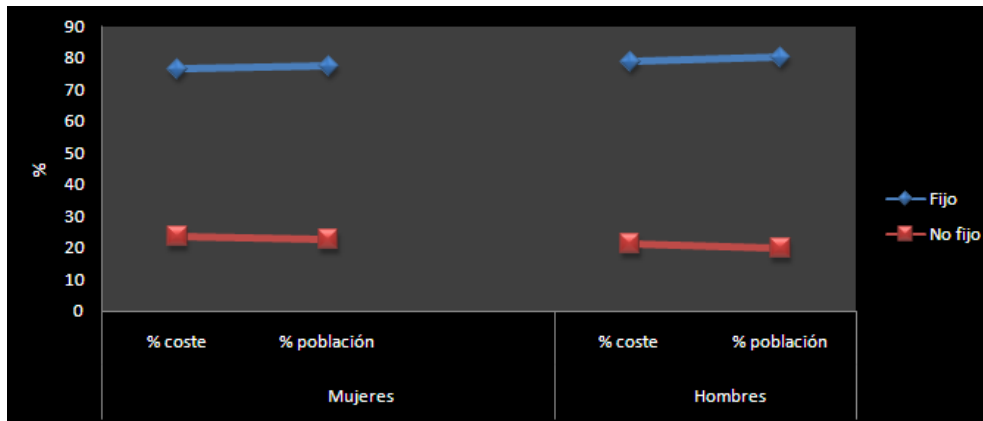 90
80
70
60
50
40
30
20
10
0
%
% coste % población % coste % población
Mujeres Hombres
Fijo
No fijo